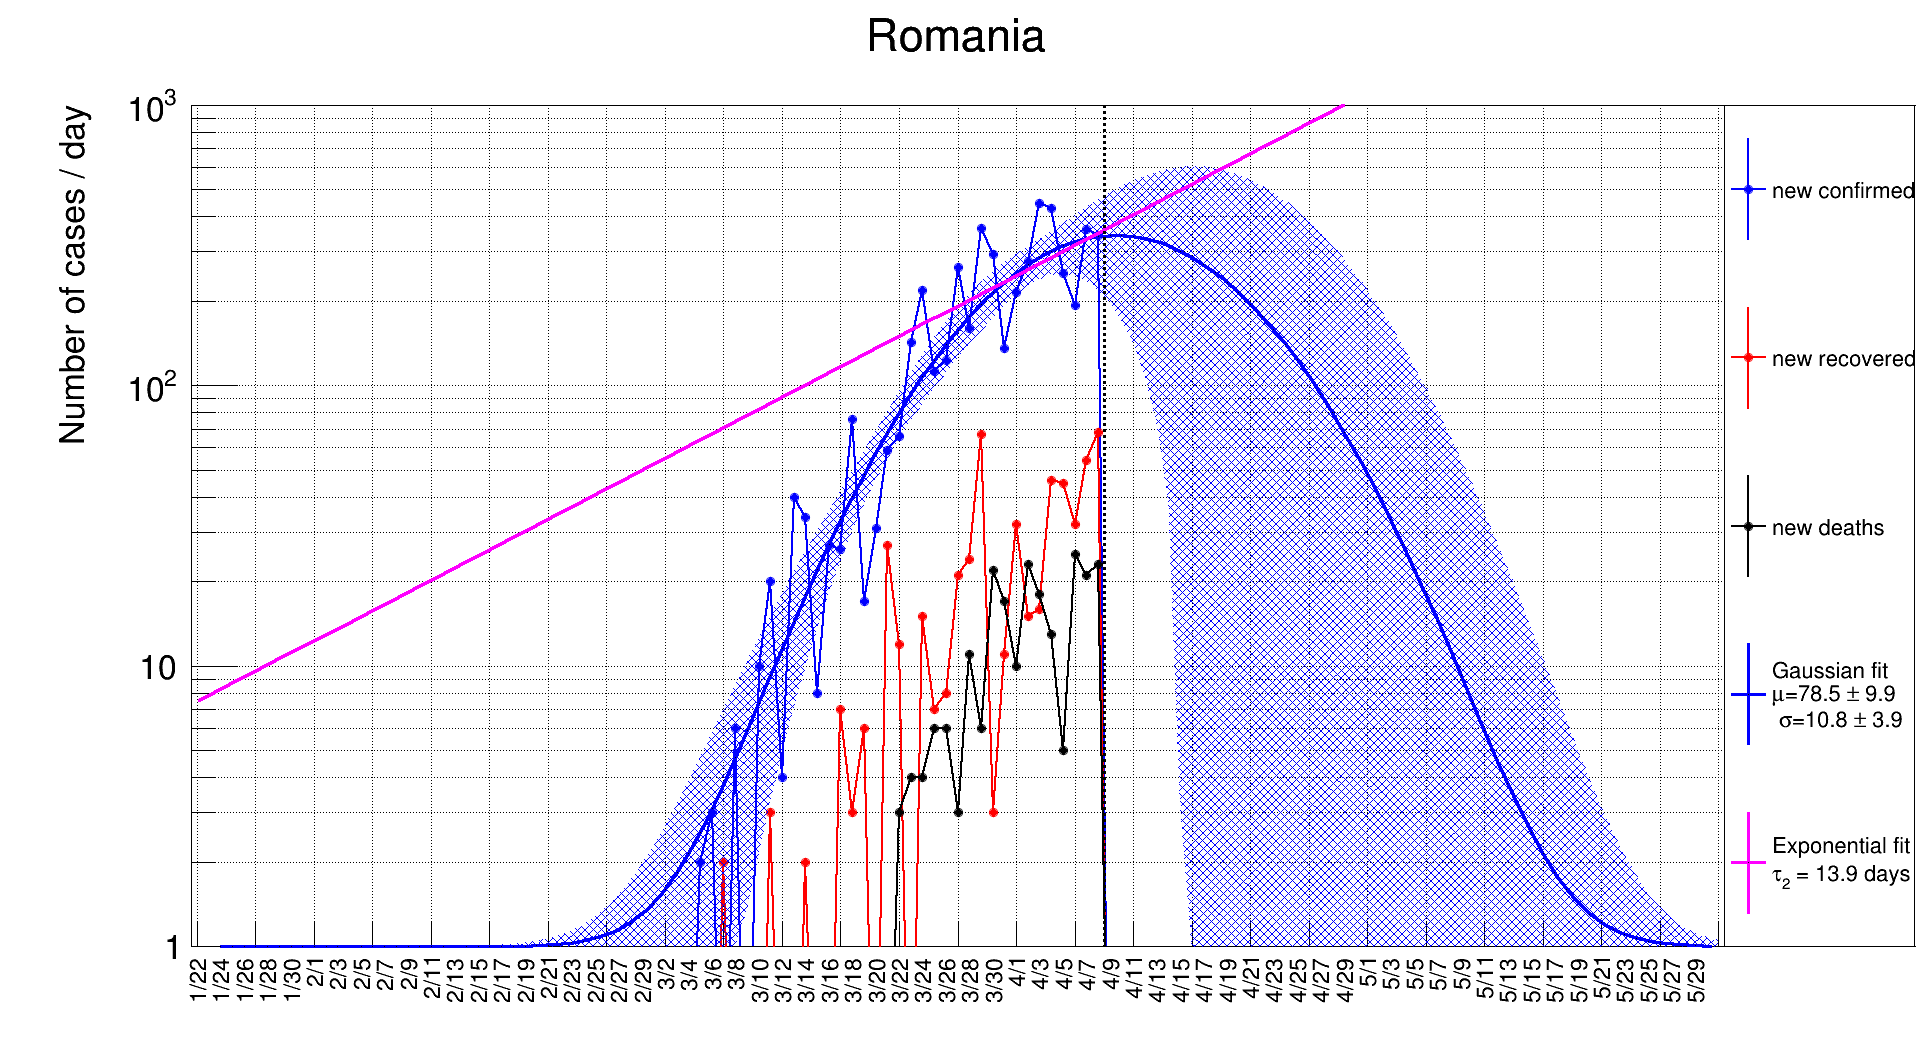 Romania
Number of cases / day
10³
10²
10
1
1/22 1/24 1/26 1/28 1/30 2/1 2/3 2/5 2/7 2/9 2/11 2/13 2/15 2/17 2/19 2/21 2/23 2/25 2/27 2/29 3/2 3/4 3/6 3/8 3/10 3/12 3/14 3/16 3/18 3/20 3/22 3/24 3/26 3/28 3/30 4/1 4/3 4/5 4/7 4/9 4/11 4/13 4/15 4/17 4/19 4/21 4/23 4/25 4/27 4/29 5/1 5/3 5/5 5/7 5/9 5/11 5/13 5/15 5/17 5/19 5/21 5/23 5/25 5/27 5/29
new confirmed
new recovered
new deaths
Gaussian fit
μ=78.5 ± 9.9
σ=10.8 ± 3.9
Exponential fit
τ₂ = 13.9 days